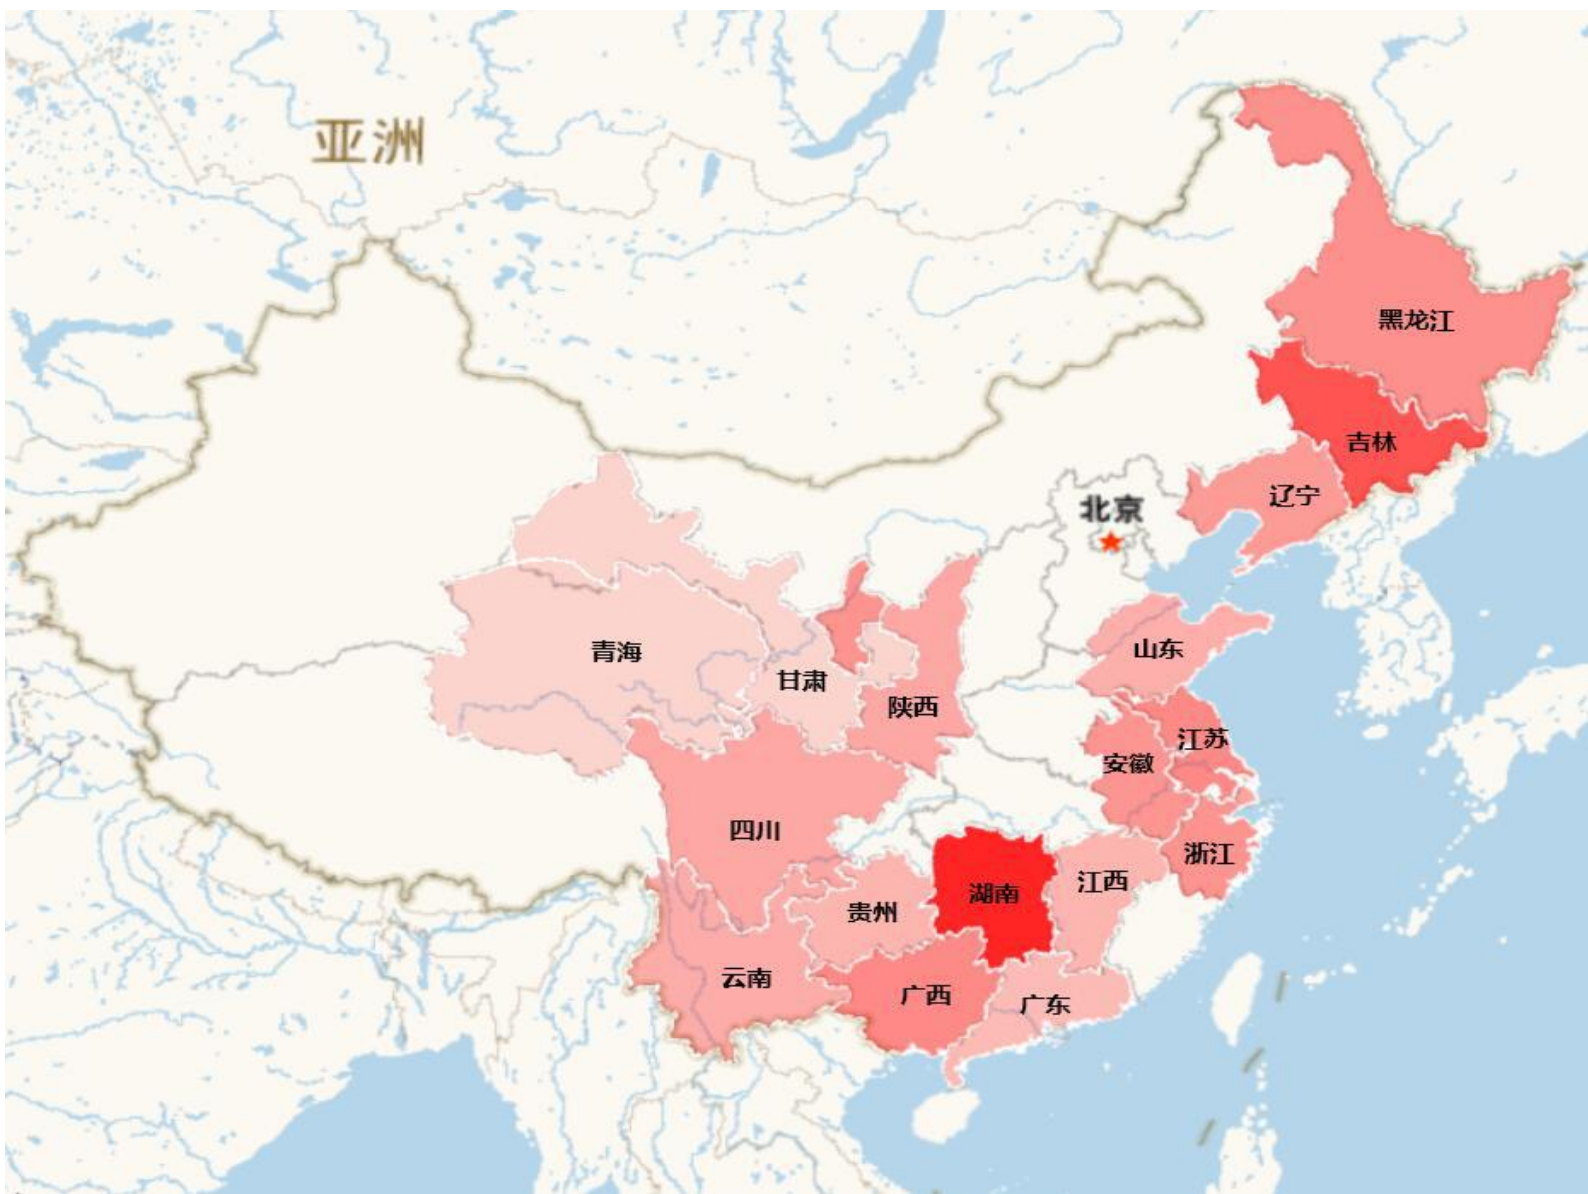 亚洲
黑龙江
吉林
辽宁
北京
山东
青海
甘肃
陕西
江苏
安徽
四川
浙江
江西
湖南
贵州
云南
广西
广东